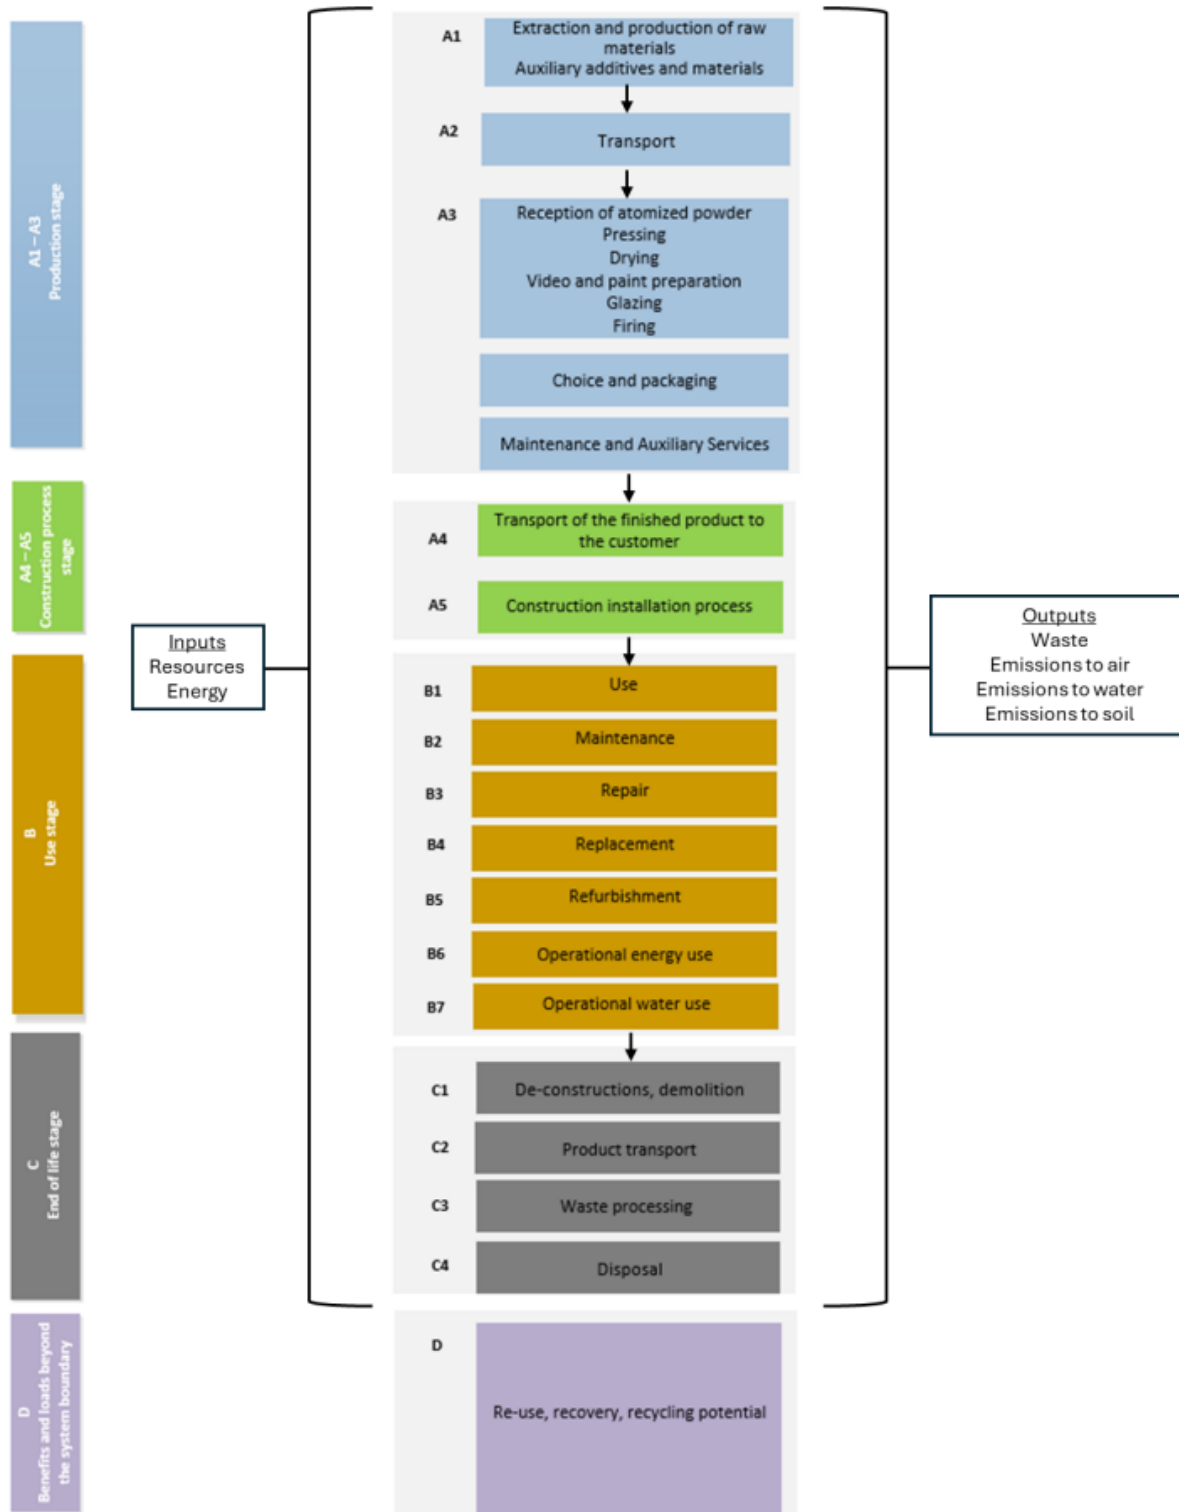 A1 – A3
Production stage
A1
Extraction and production of raw
materials
Auxiliary additives and materials
A2
Transport
A3
Reception of atomized powder
Pressing
Drying
Video and paint preparation
Glazing
Firing
Choice and packaging
Maintenance and Auxiliary Services
A4 – A5
Construction process
stage
A4
Transport of the finished product to
the customer
A5
Construction installation process
Inputs
Resources
Energy
Outputs
Waste
Emissions to air
Emissions to water
Emissions to soil
B
Use stage
B1
Use
B2
Maintenance
B3
Repair
B4
Replacement
B5
Refurbishment
B6
Operational energy use
B7
Operational water use
C
End of life stage
C1
De-constructions, demolition
C2
Product transport
C3
Waste processing
C4
Disposal
D
Benefits and loads beyond
the system boundary
D
Re-use, recovery, recycling potential